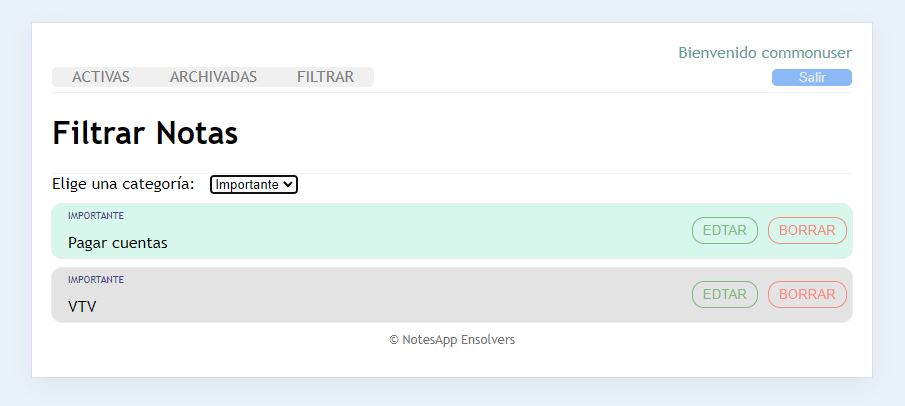 Bienvenido commonuser
ACTIVAS ARCHIVADAS FILTRAR Salir
Filtrar Notas
Elige una categoría: Importante
IMPORTANTE
Pagar cuentas EDTAR BORRAR
IMPORTANTE
VTV EDTAR BORRAR
© NotesApp Ensolvers